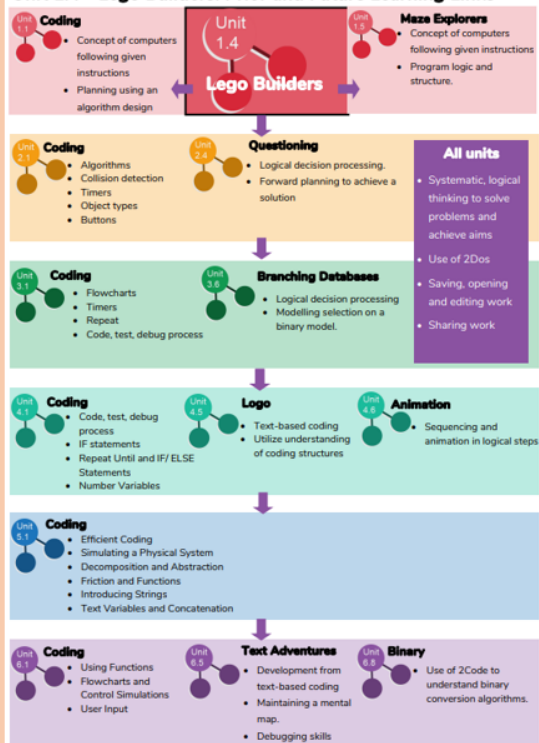 Unit
1.1
Coding
• Concept of computers
following given
instructions
• Planning using an
algorithm design
Unit
1.4
Lego Builders
Unit
1.5
Maze Explorers
• Concept of computers
following given instructions
• Program logic and
structure.
Unit
2.1
Coding
• Algorithms
• Collision detection
• Timers
• Object types
• Buttons
Unit
2.4
Questioning
• Logical decision processing.
• Forward planning to achieve a
solution
All units
• Systematic, logical
thinking to solve
problems and
achieve aims
• Use of 2Dos
• Saving, opening
and editing work
• Sharing work
Unit
3.1
Coding
• Flowcharts
• Timers
• Repeat
• Code, test, debug process
Unit
3.6
Branching Databases
• Logical decision processing
• Modelling selection on a
binary model.
Unit
4.1
Coding
• Code, test, debug
process
• IF statements
• Repeat Until and IF/ ELSE
Statements
• Number Variables
Unit
4.5
Logo
• Text-based coding
• Utilize understanding
of coding structures
Unit
4.6
Animation
• Sequencing and
animation in logical steps
Unit
5.1
Coding
• Efficient Coding
• Simulating a Physical System
• Decomposition and Abstraction
• Friction and Functions
• Introducing Strings
• Text Variables and Concatenation
Unit
6.1
Coding
• Using Functions
• Flowcharts and
Control Simulations
• User Input
Unit
6.5
Text Adventures
• Development from
text-based coding
• Maintaining a mental
map.
• Debugging skills
Unit
6.8
Binary
• Use of 2Code to
understand binary
conversion algorithms.